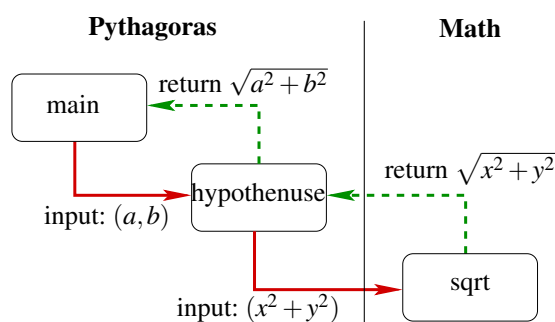 Pythagoras
Math
return √(a² + b²)
main
return √(x² + y²)
hypothenuse
input: (a, b)
sqrt
input: (x² + y²)